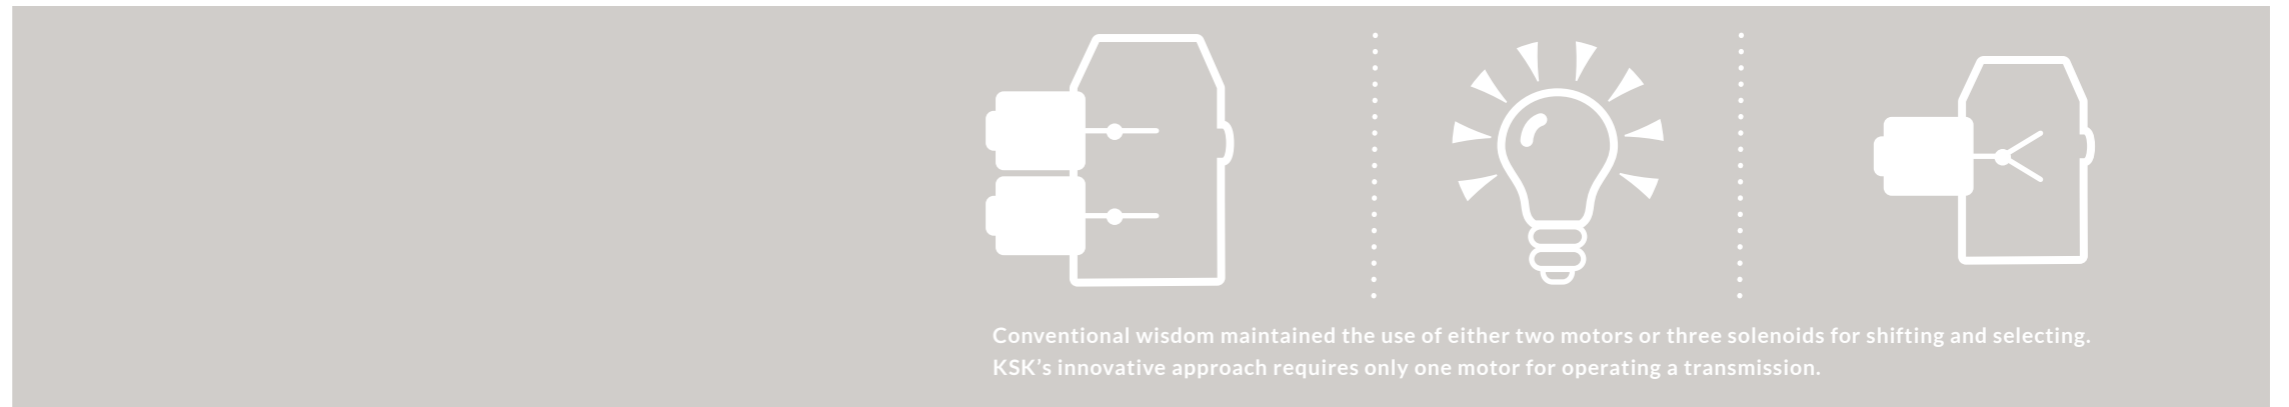 Conventional wisdom maintained the use of either two motors or three solenoids for shifting and selecting.
KSK’s innovative approach requires only one motor for operating a transmission.